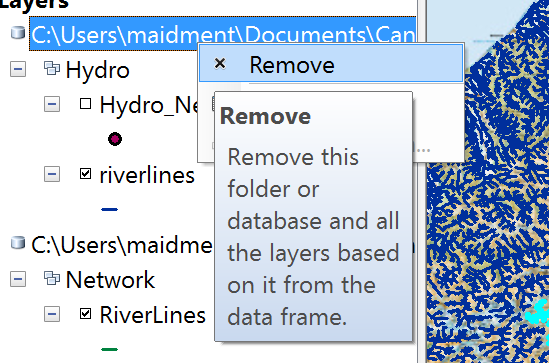 Layers
C:\Users\maidment\Documents\Can
Remove
Hydro
Hydro_Ne
Remove
Remove this
folder or
database and all
the layers based
on it from the
data frame.
riverlines
C:\Users\maidmen
Network
RiverLines